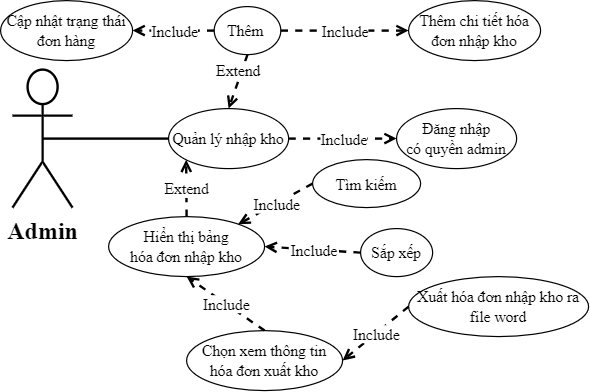 Cập nhật trạng thái
đơn hàng
Include
Thêm
Include
Thêm chi tiết hóa
đơn nhập kho
Extend
Quản lý nhập kho
Include
Đăng nhập
có quyền admin
Admin
Extend
Include
Tìm kiếm
Hiển thị bảng
hóa đơn nhập kho
Include
Sắp xếp
Include
Xuất hóa đơn nhập kho ra
file word
Include
Chọn xem thông tin
hóa đơn xuất kho